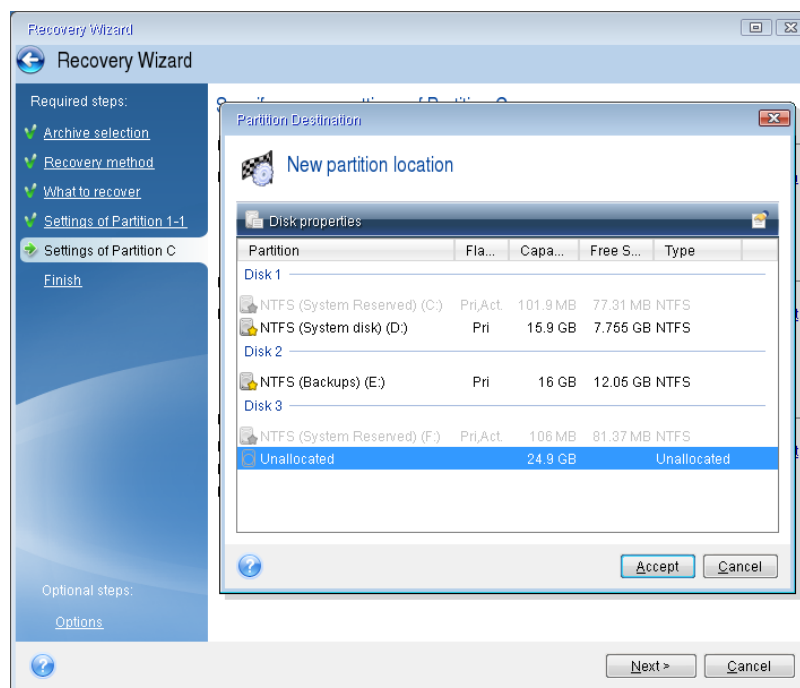 Recovery Wizard
Recovery Wizard
Required steps:
Archive selection
Recovery method
What to recover
Settings of Partition 1-1
Settings of Partition C
Finish
Optional steps:
Options
Partition Destination
New partition location
Disk properties
Partition Fla... Capa... Free S... Type
Disk 1
NTFS (System Reserved) (C:) Pri,Act. 101.9 MB 77.31 MB NTFS
NTFS (System disk) (D:) Pri 15.9 GB 7.755 GB NTFS
Disk 2
NTFS (Backups) (E:) Pri 16 GB 12.05 GB NTFS
Disk 3
NTFS (System Reserved) (F:) Pri,Act. 106 MB 81.37 MB NTFS
Unallocated 24.9 GB Unallocated
Accept Cancel
Next > Cancel